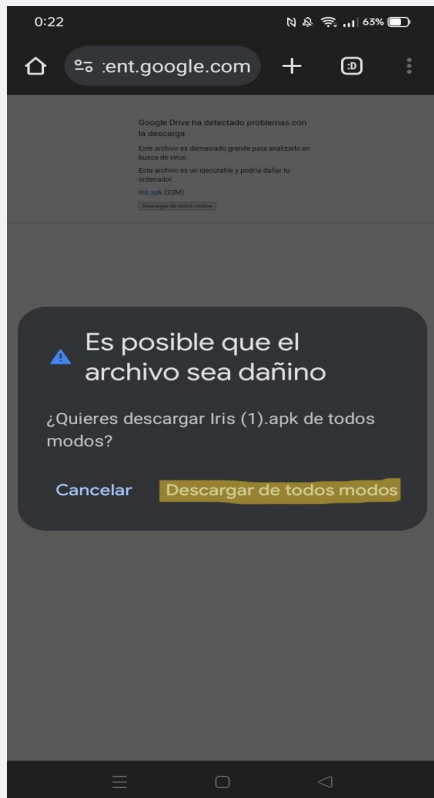 0:22
63%
:ent.google.com
:D
Google Drive ha detectado problemas con
la descarga
Este archivo es demasiado grande para analizarlo en
busca de virus.
Este archivo es un ejecutable y podría dañar tu
ordenador.
Iris.apk (32M)
Descargar de todos modos
Es posible que el
archivo sea dañino
¿Quieres descargar Iris (1).apk de todos
modos?
Cancelar Descargar de todos modos